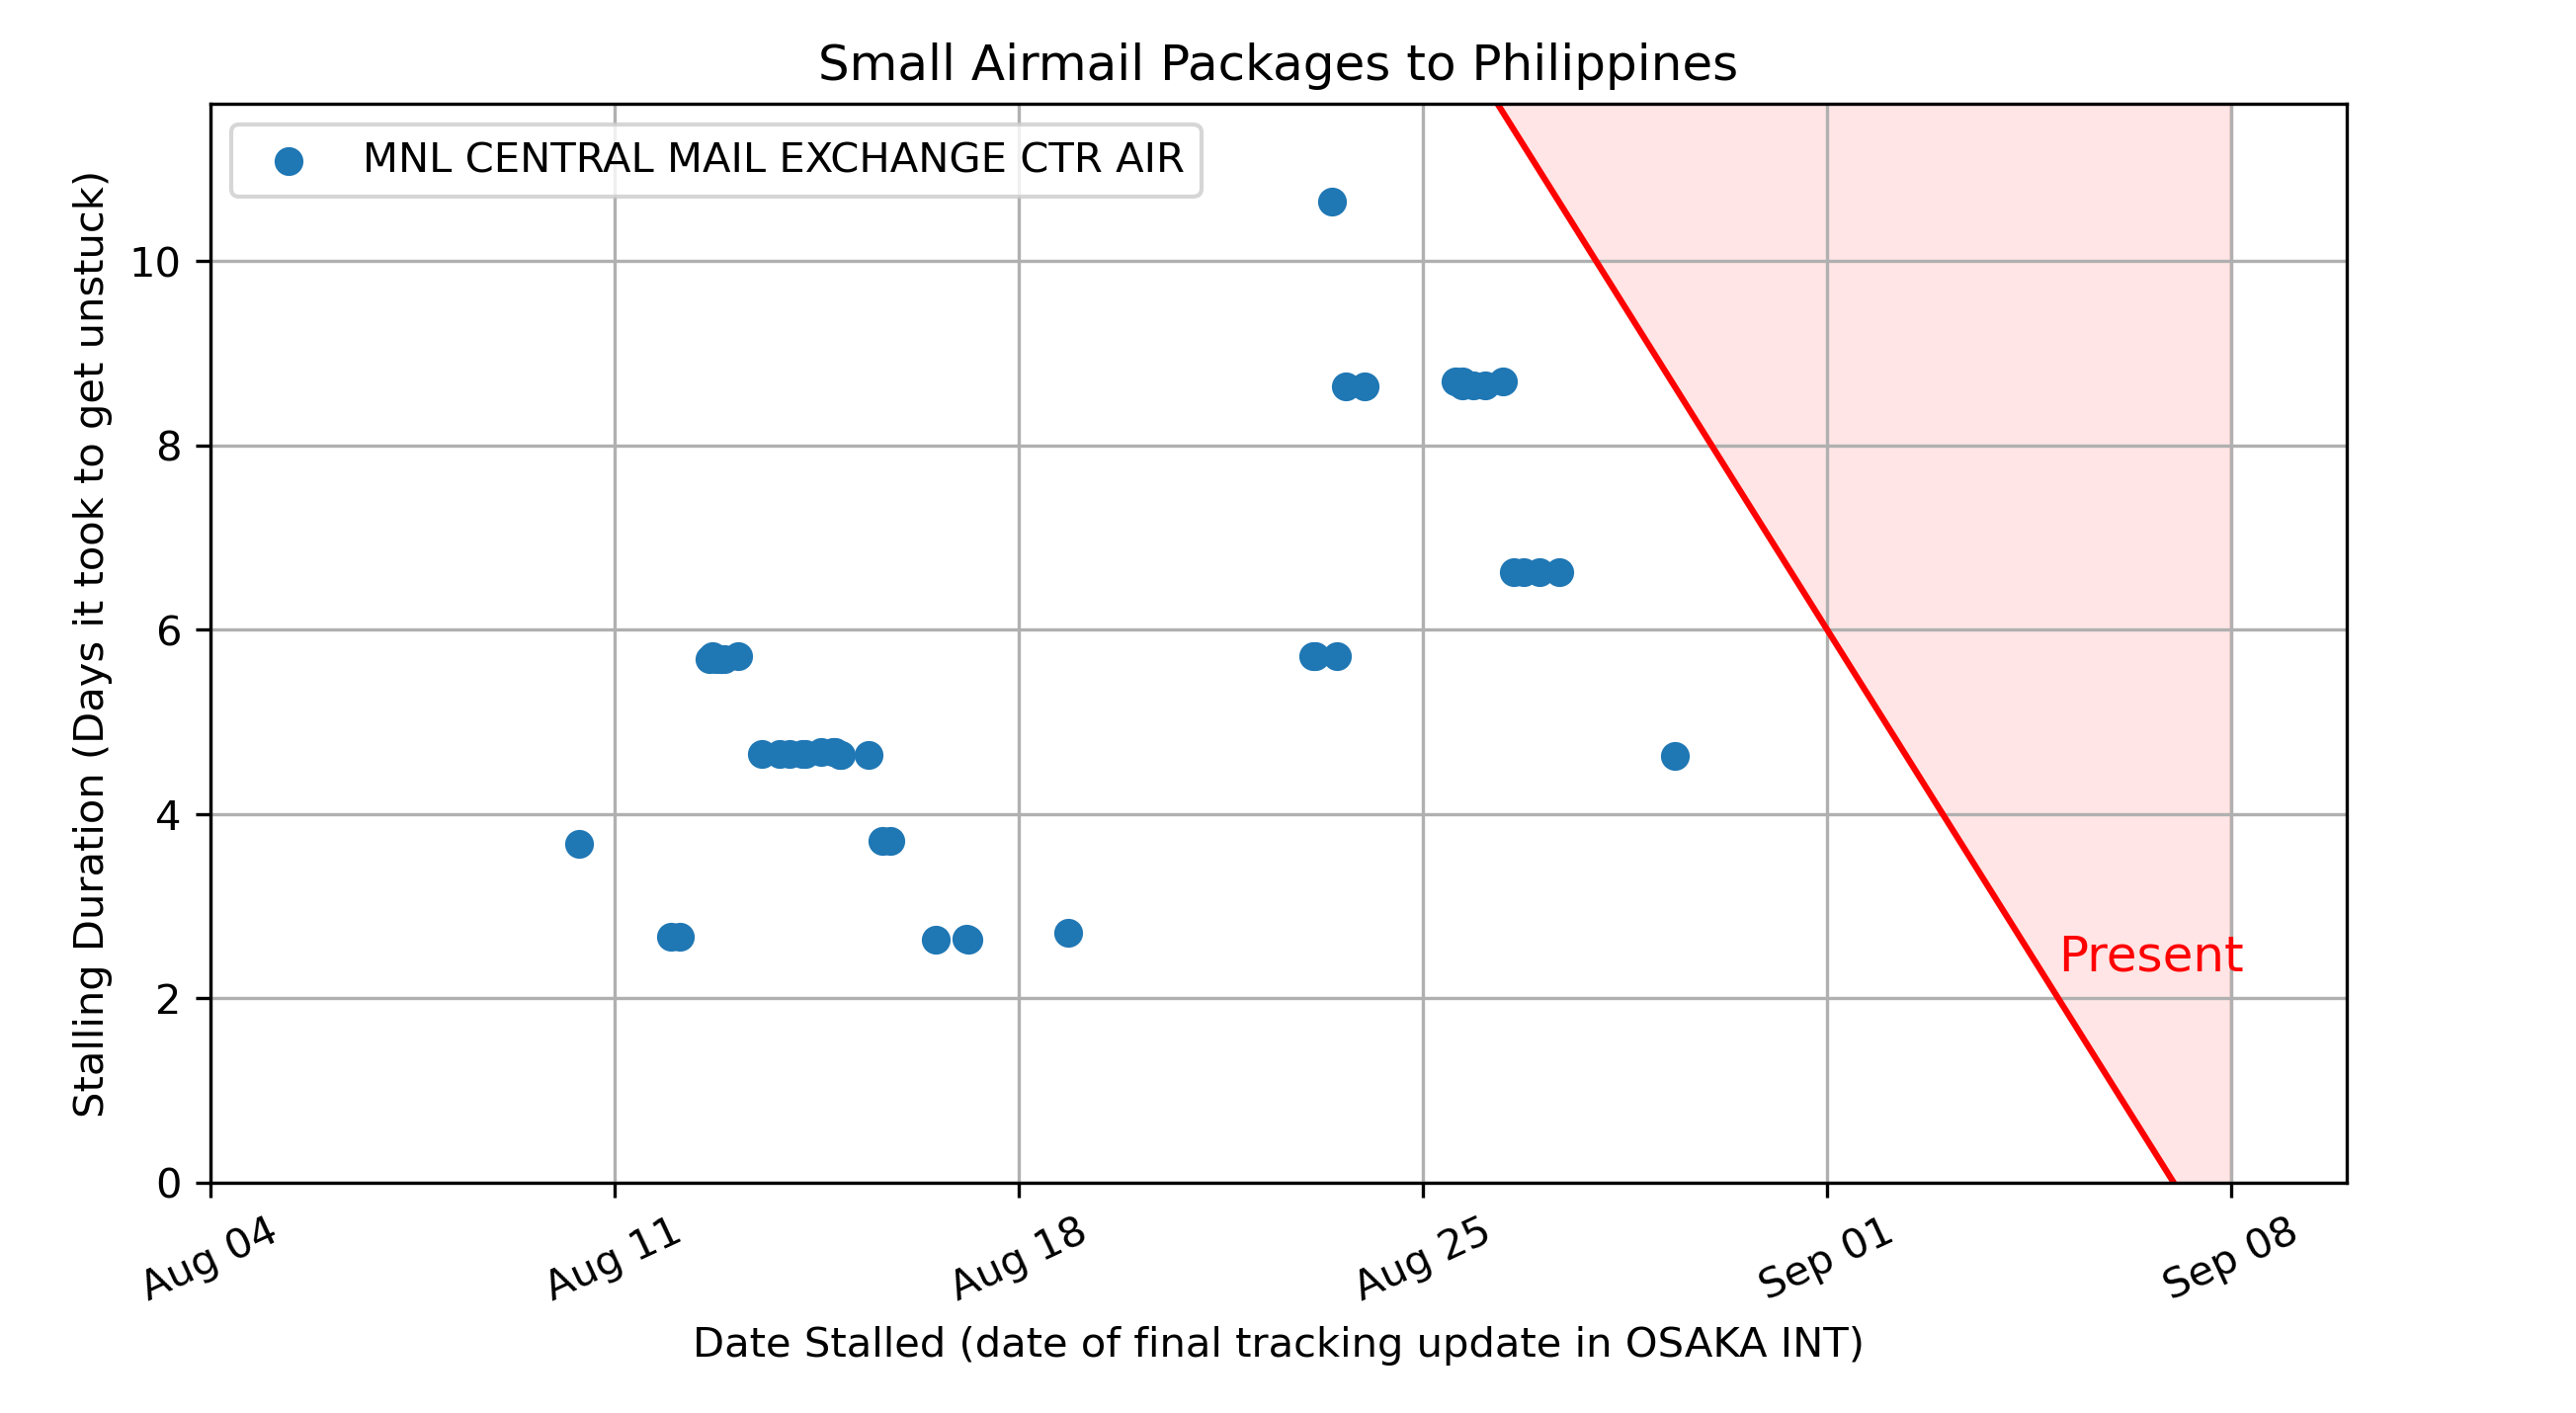 Small Airmail Packages to Philippines
MNL CENTRAL MAIL EXCHANGE CTR AIR
Stalling Duration (Days it took to get unstuck)
10
8
6
4
2
0
Present
Aug 04
Aug 11
Aug 18
Aug 25
Sep 01
Sep 08
Date Stalled (date of final tracking update in OSAKA INT)